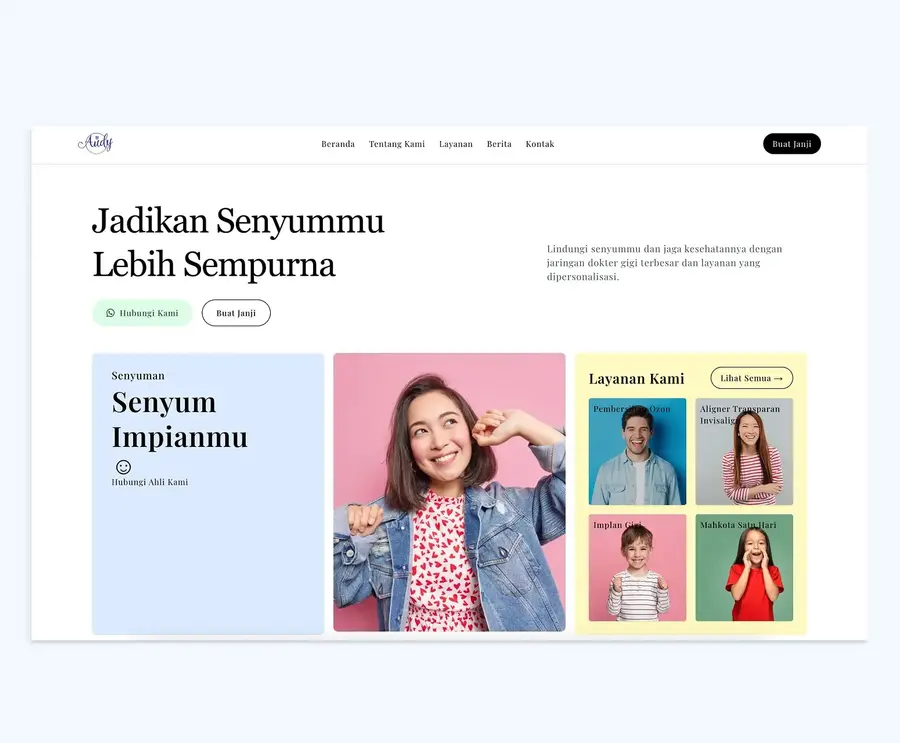 Audy
Beranda
Tentang Kami
Layanan
Berita
Kontak
Buat Janji
Jadikan Senyummu
Lebih Sempurna
Hubungi Kami
Buat Janji
Lindungi senyummu dan jaga kesehatannya dengan
jaringan dokter gigi terbesar dan layanan yang
dipersonalisasi.
Senyuman
Senyum
Impianmu
Hubungi Ahli Kami
Layanan Kami
Lihat Semua →
Pembersihan Ozon
Aligner Transparan
Invisalign
Implan Gigi
Mahkota Satu Hari